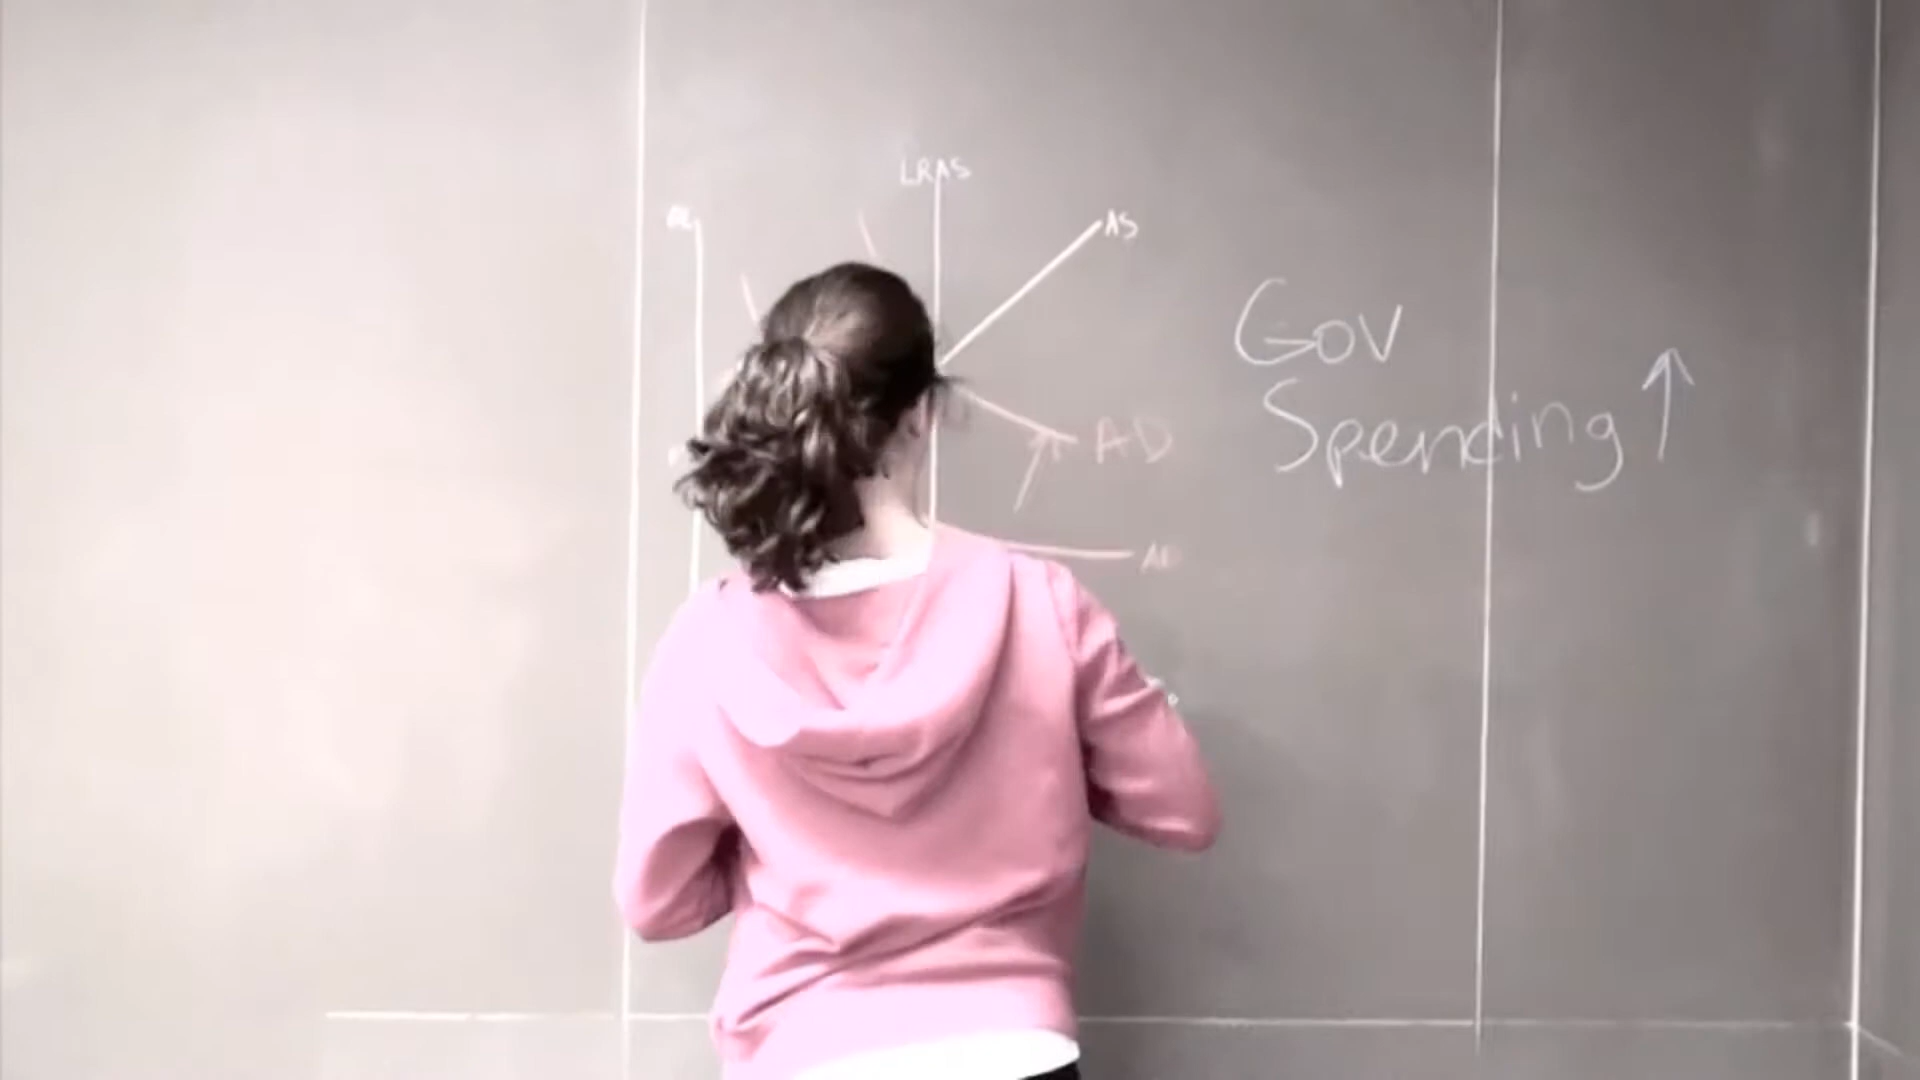 LRAS
AS
Gov
Spending ↑
AD
AD